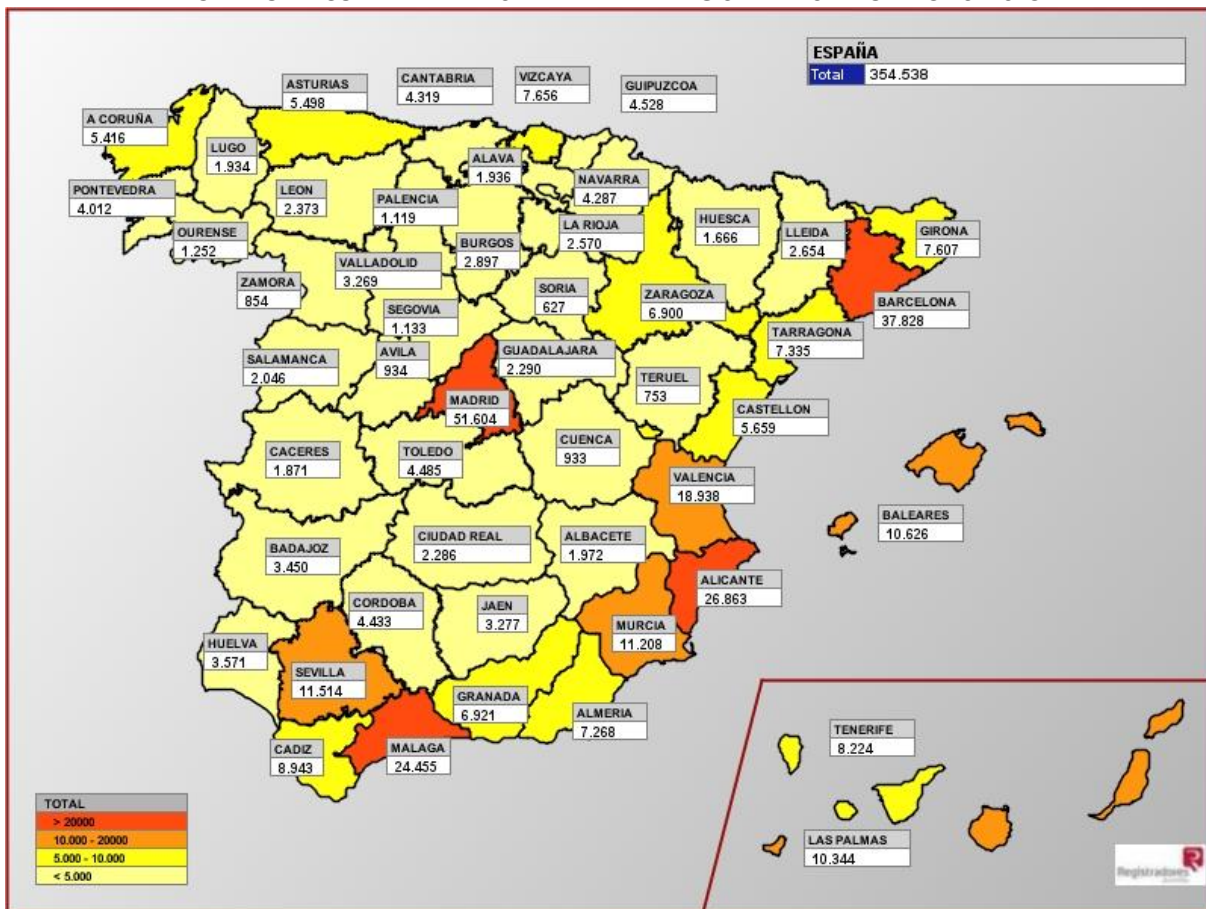 ESPAÑA
Total 354.538
ASTURIAS
5.498
CANTABRIA
4.319
VIZCAYA
7.656
GUIPUZCOA
4.528
A CORUÑA
5.416
LUGO
1.934
ALAVA
1.936
NAVARRA
4.287
PONTEVEDRA
4.012
LEON
2.373
PALENCIA
1.119
LA RIOJA
2.570
HUESCA
1.666
LLEIDA
2.654
GIRONA
7.607
OURENSE
1.252
BURGOS
2.897
VALLADOLID
3.269
ZAMORA
854
SORIA
627
ZARAGOZA
6.900
BARCELONA
37.828
SEGOVIA
1.133
TARRAGONA
7.335
SALAMANCA
2.046
AVILA
934
GUADALAJARA
2.290
TERUEL
753
MADRID
51.604
CASTELLON
5.659
CACERES
1.871
TOLEDO
4.485
CUENCA
933
VALENCIA
18.938
BALEARES
10.626
BADAJOZ
3.450
CIUDAD REAL
2.286
ALBACETE
1.972
ALICANTE
26.863
CORDOBA
4.433
JAEN
3.277
MURCIA
11.208
HUELVA
3.571
SEVILLA
11.514
GRANADA
6.921
ALMERIA
7.268
CADIZ
8.943
MALAGA
24.455
TENERIFE
8.224
LAS PALMAS
10.344
TOTAL
> 20000
10.000 - 20000
5.000 - 10.000
< 5.000
Registradores